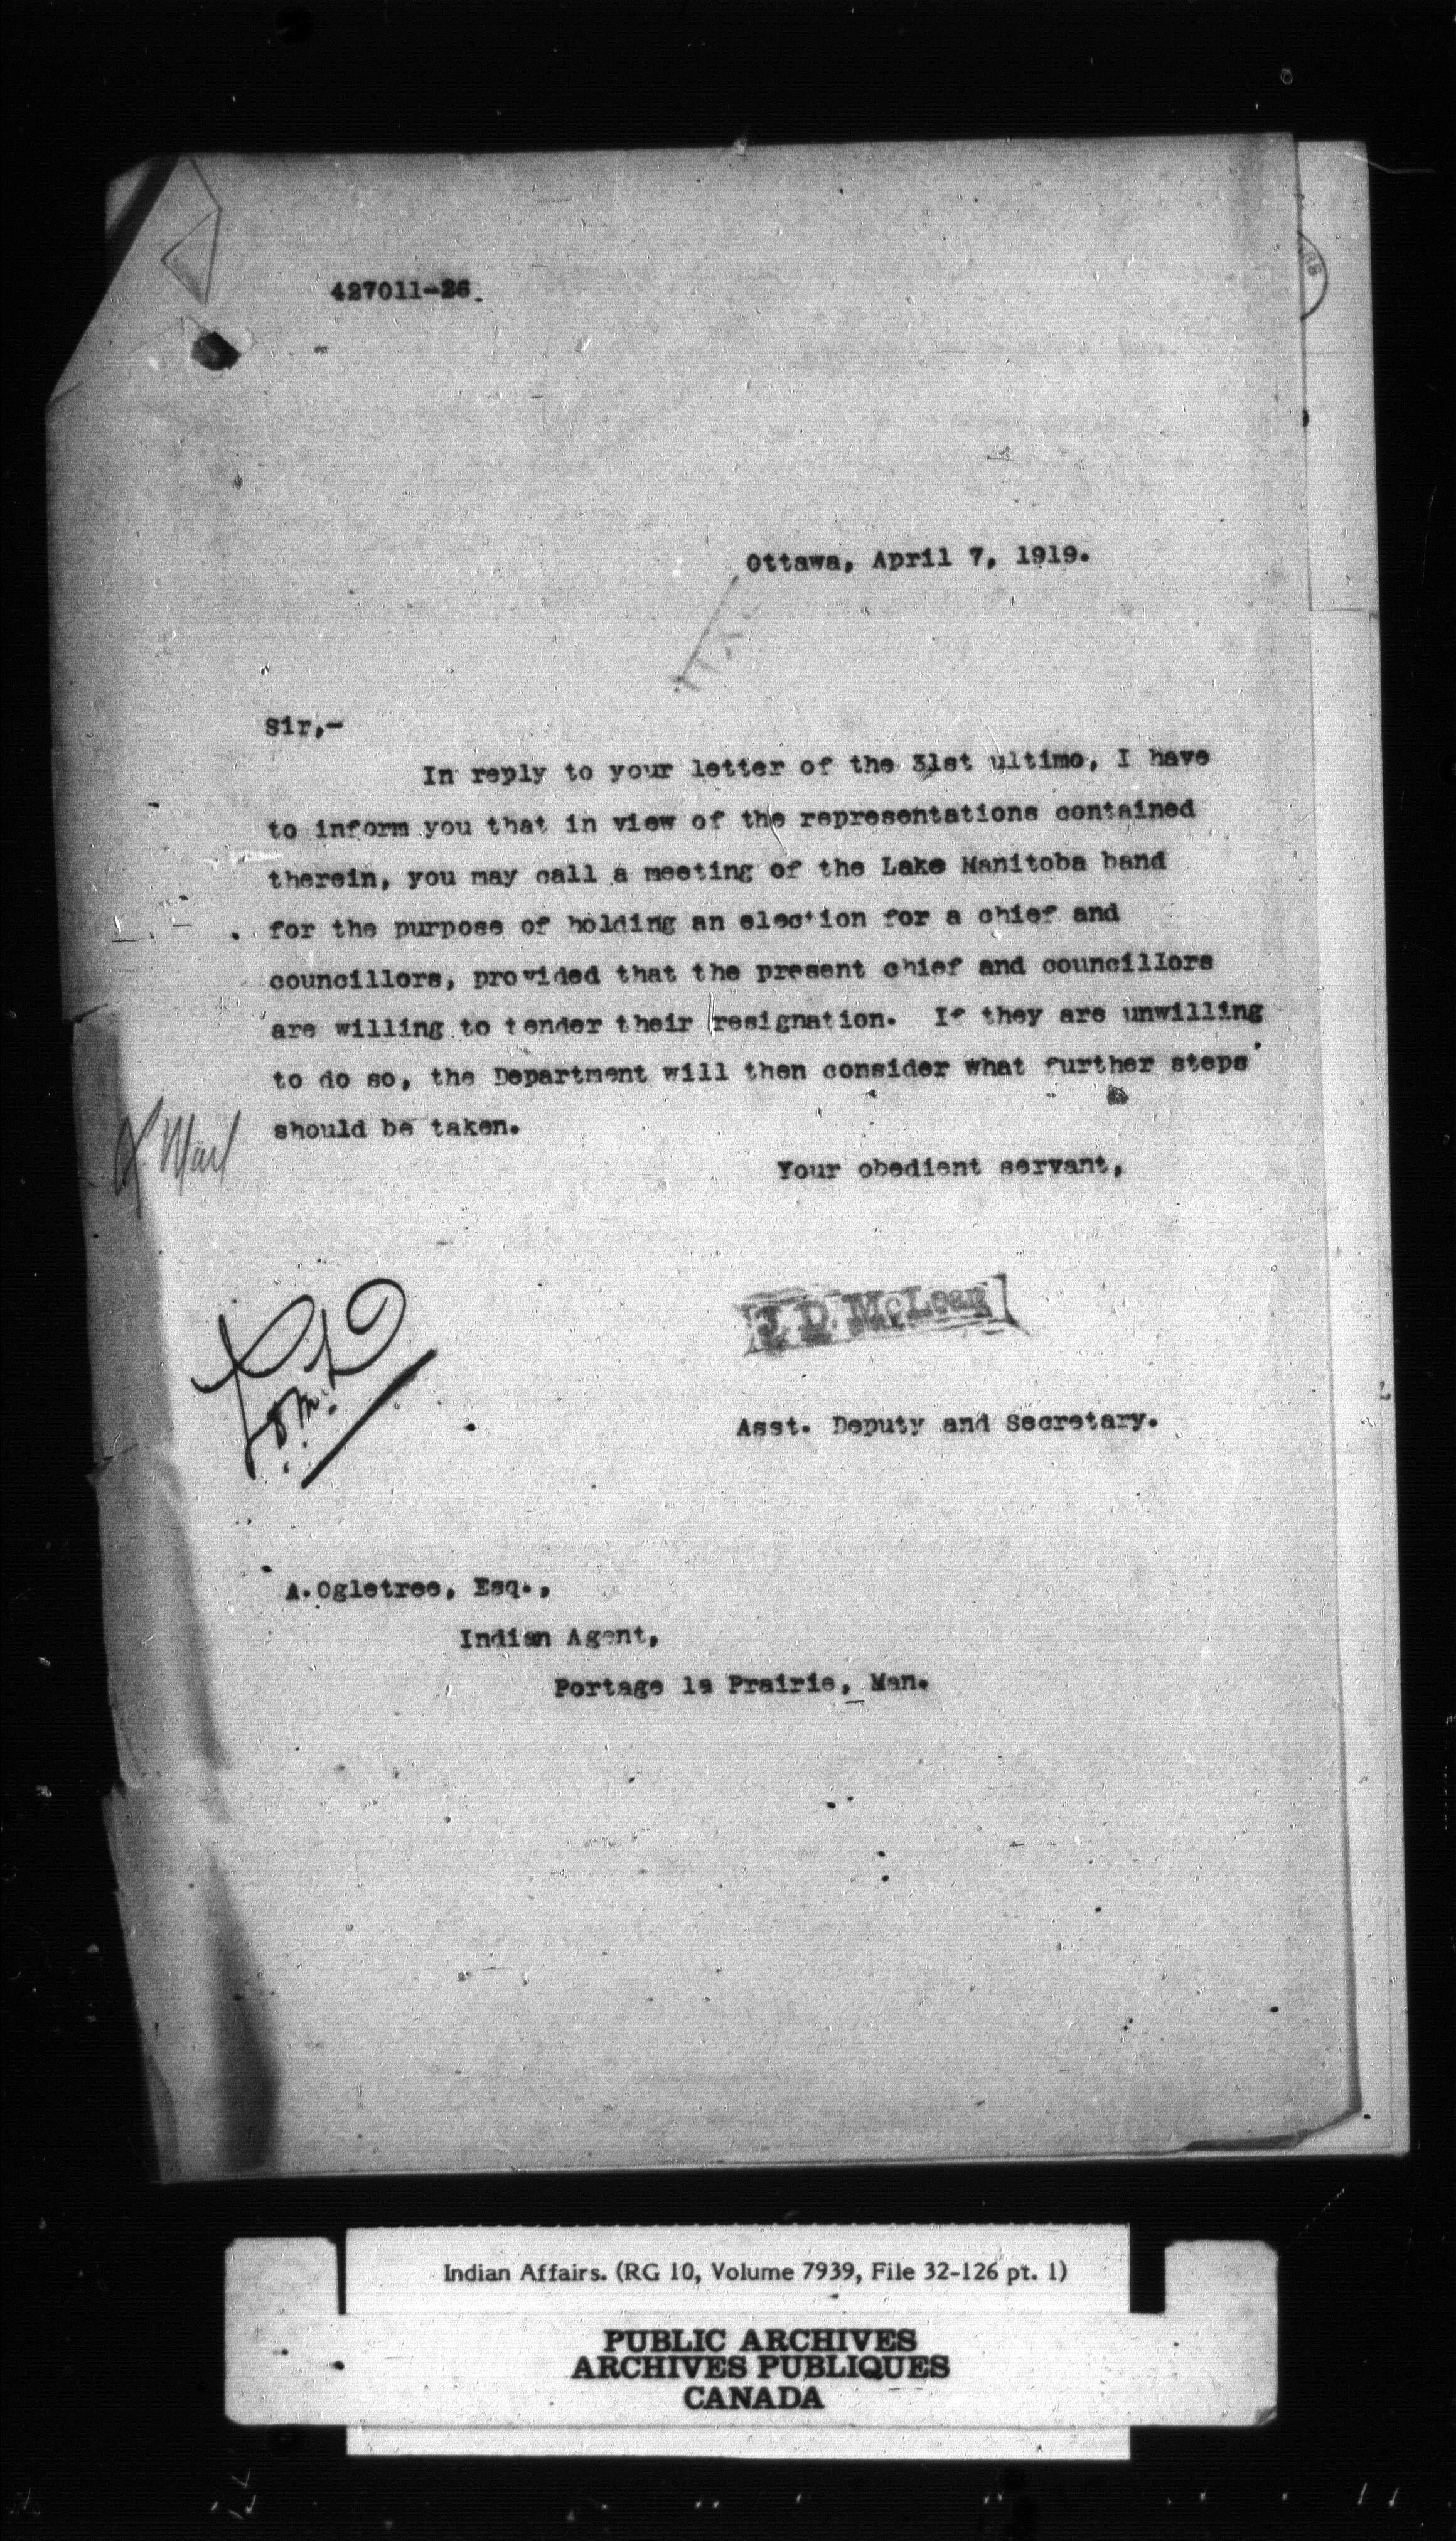 427011-26.
Ottawa, April 7, 1919.
Sir,-
In reply to your letter of the 31st ultimo, I have
to inform you that in view of the representations contained
therein, you may call a meeting of the Lake Manitoba band
for the purpose of holding an election for a chief and
councillors, provided that the present chief and councillors
are willing to tender their resignation. If they are unwilling
to do so, the Department will then consider what further steps
should be taken.
Your obedient servant,
J. D. McLean
Asst. Deputy and Secretary.
A. Ogletree, Esq.,
Indian Agent,
Portage la Prairie, Man.
Indian Affairs. (RG 10, Volume 7939, File 32-126 pt. 1)
PUBLIC ARCHIVES
ARCHIVES PUBLIQUES
CANADA